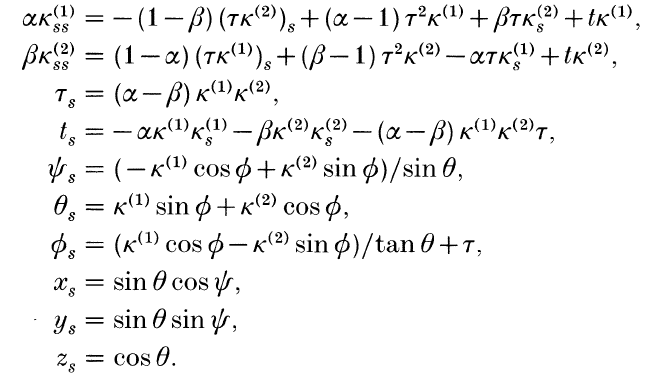 ακ_{ss}^{(1)} = −(1−β)(τκ^{(2)})_s + (α−1) τ²κ^{(1)} + βτκ_s^{(2)} + tκ^{(1)},
βκ_{ss}^{(2)} = (1−α)(τκ^{(1)})_s + (β−1) τ²κ^{(2)} − ατκ_s^{(1)} + tκ^{(2)},
τ_s = (α−β) κ^{(1)}κ^{(2)},
t_s = −ακ^{(1)}κ_s^{(1)} − βκ^{(2)}κ_s^{(2)} − (α−β) κ^{(1)}κ^{(2)}τ,
ψ_s = (−κ^{(1)} cos ϕ + κ^{(2)} sin ϕ)/sin θ,
θ_s = κ^{(1)} sin ϕ + κ^{(2)} cos ϕ,
ϕ_s = (κ^{(1)} cos ϕ − κ^{(2)} sin ϕ)/tan θ + τ,
x_s = sin θ cos ψ,
y_s = sin θ sin ψ,
z_s = cos θ.